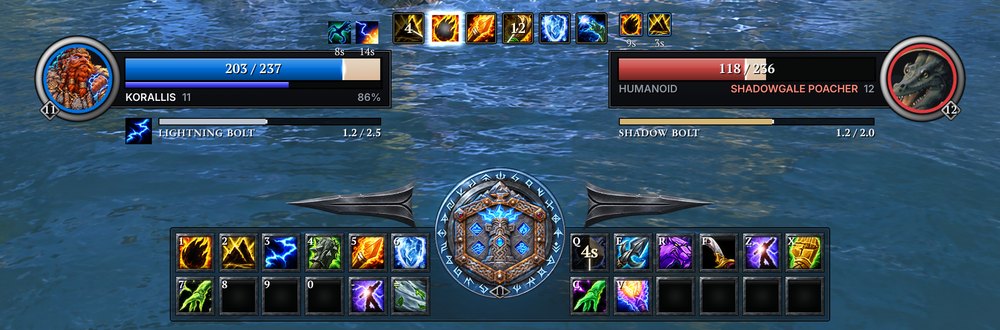 4 12
8s 14s 9s 3s
203 / 237
118 / 236
KORALLIS 11 86%
HUMANOID SHADOWGALE POACHER 12
11
12
LIGHTNING BOLT 1.2 / 2.5
SHADOW BOLT 1.2 / 2.0
1 2 3 4 5 6
Q 4s E R F Z X
7 8 9 0 - =
C V
11